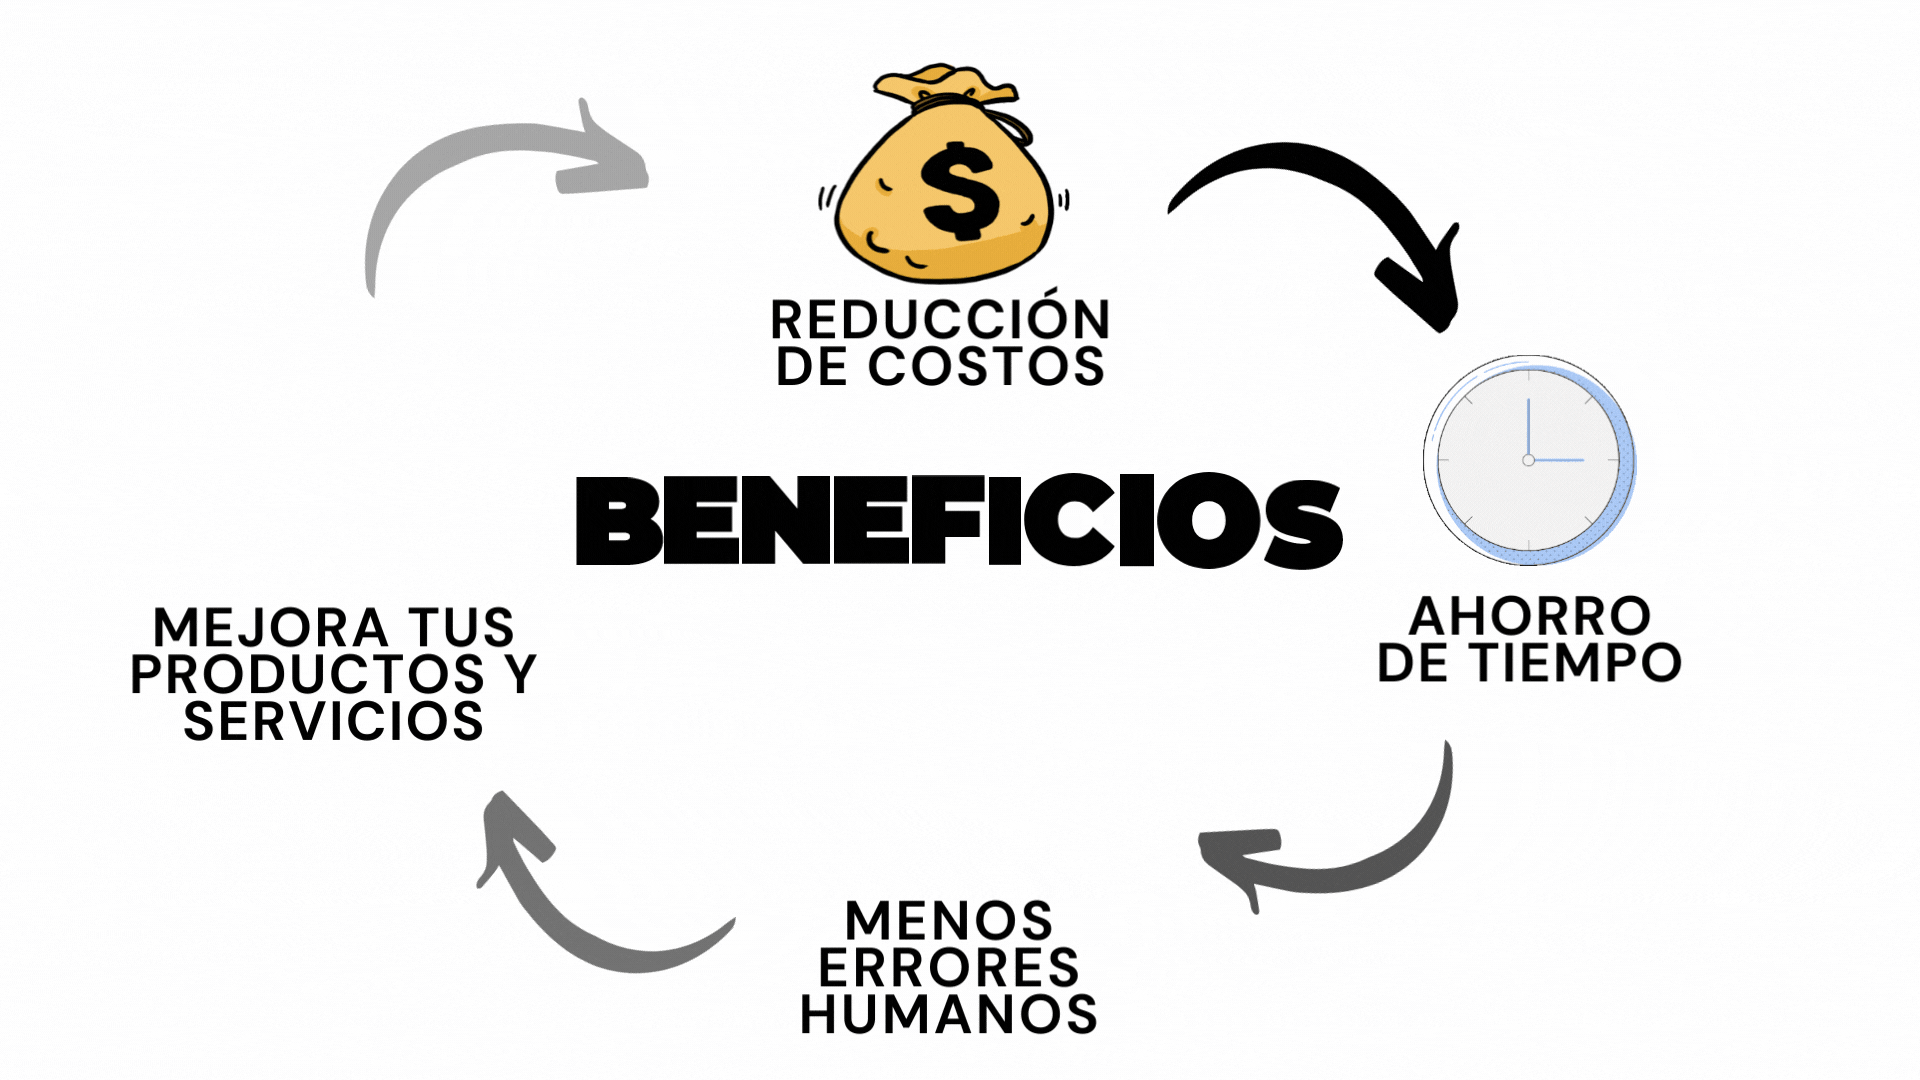 $
REDUCCIÓN
DE COSTOS
BENEFICIOS
AHORRO
DE TIEMPO
MEJORA TUS
PRODUCTOS Y
SERVICIOS
MENOS
ERRORES
HUMANOS